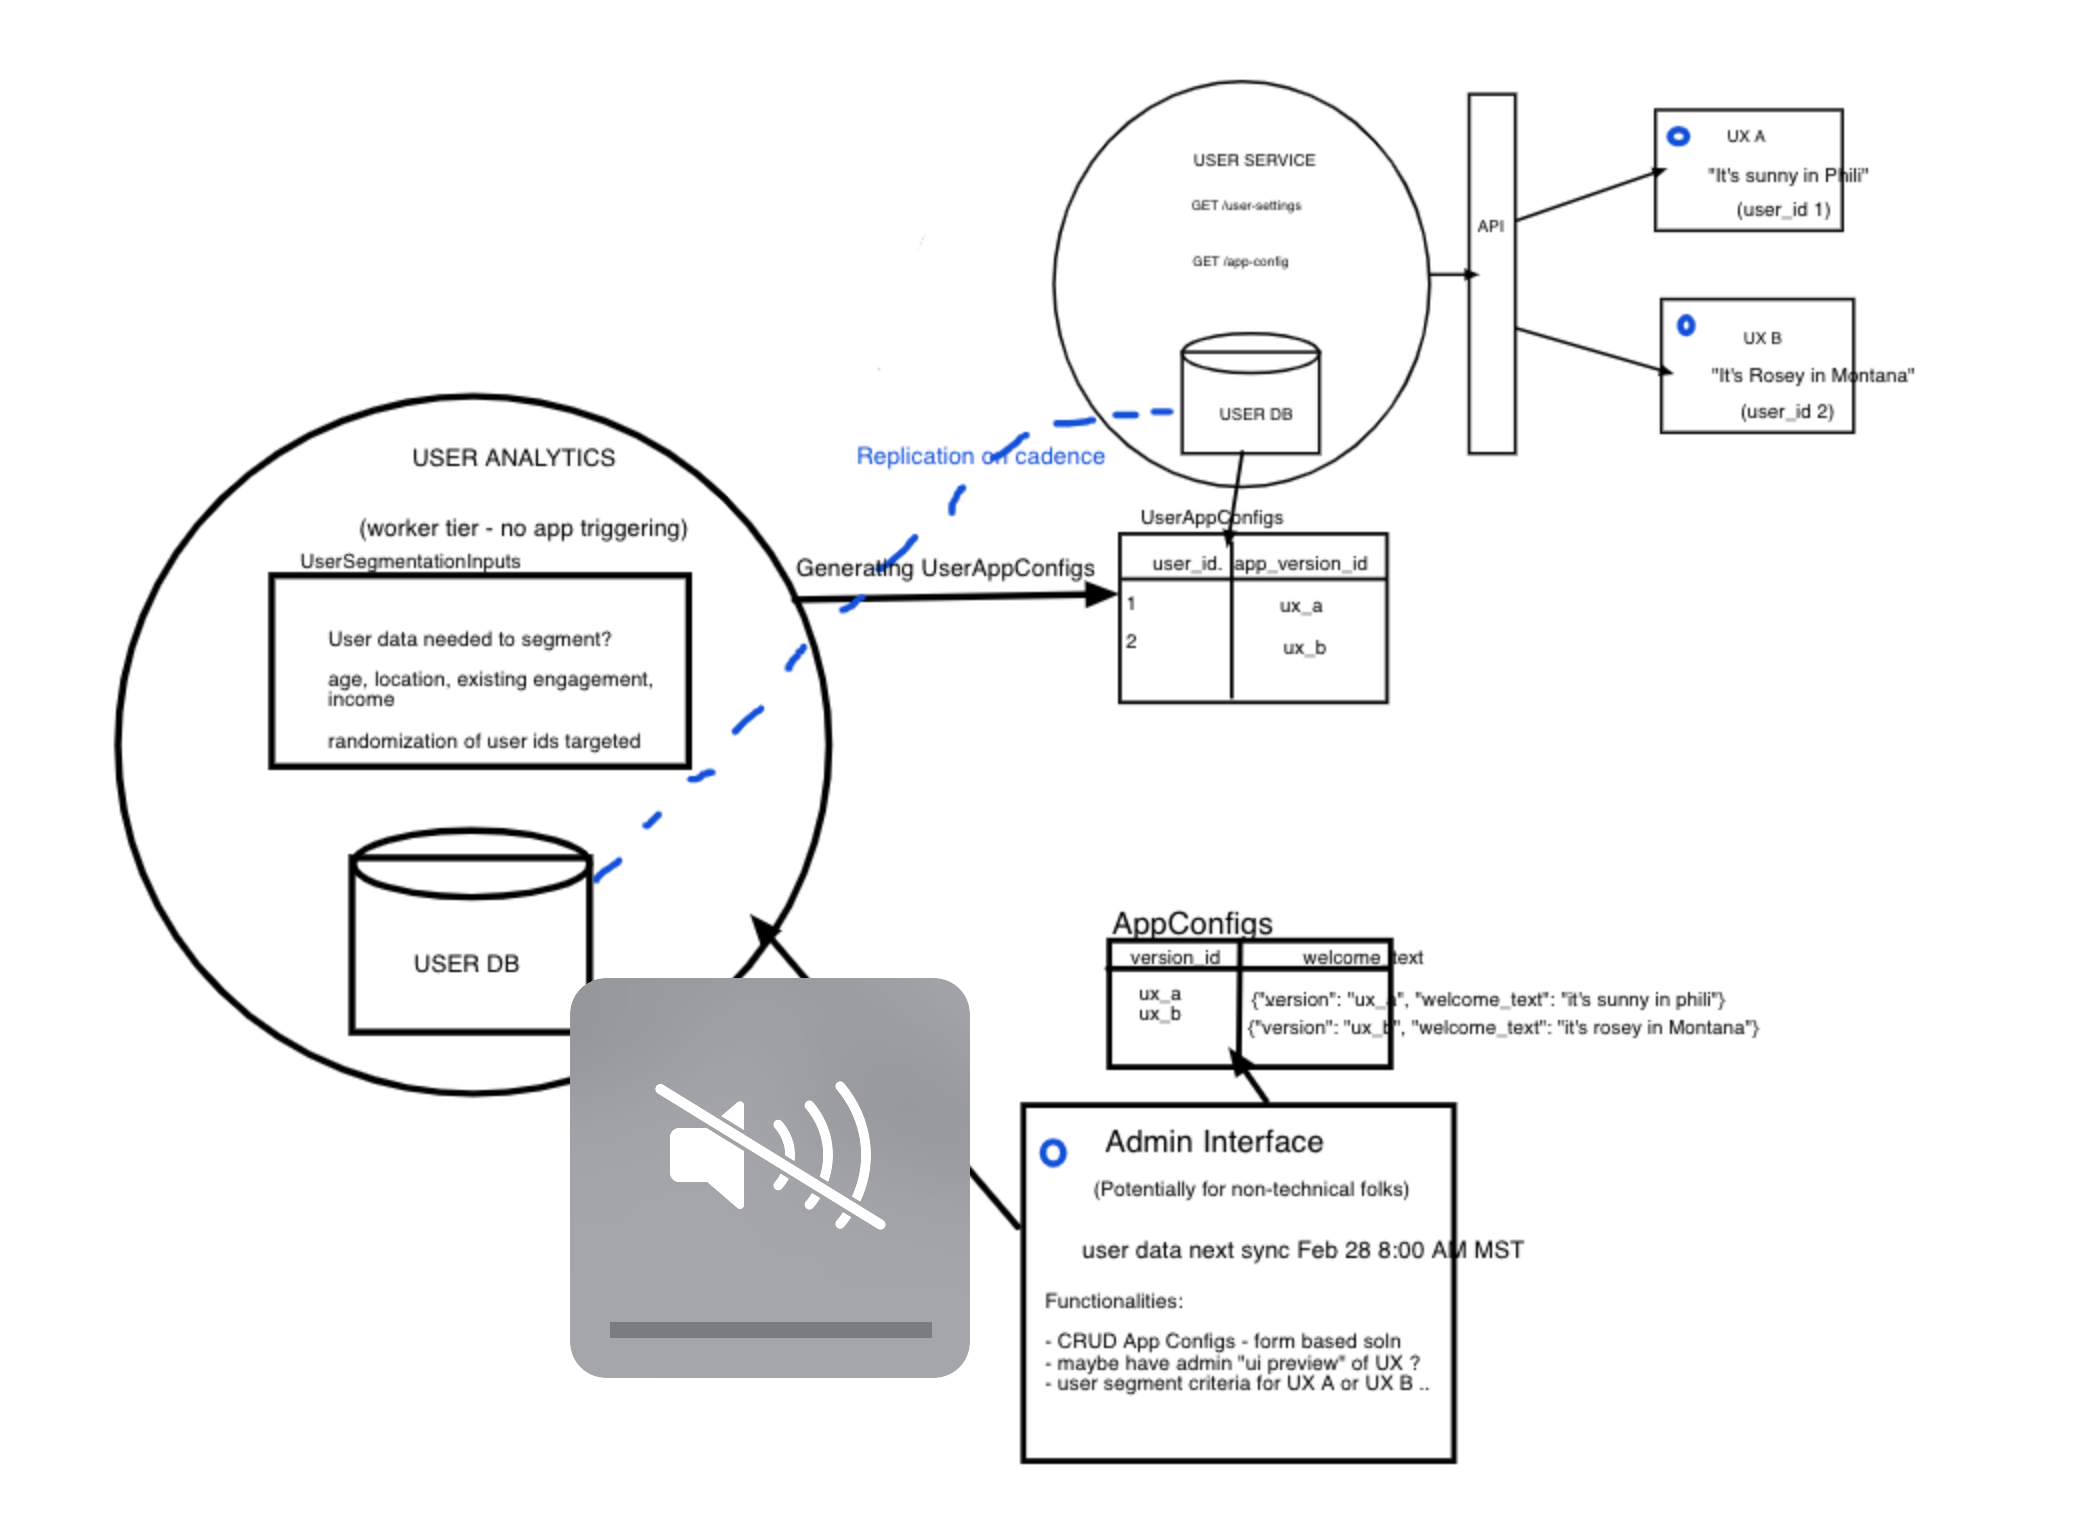 USER SERVICE
GET /user-settings
GET /app-config
USER DB
API
UX A
"It's sunny in Phili"
(user_id 1)
UX B
"It's Rosey in Montana"
(user_id 2)
USER ANALYTICS
(worker tier - no app triggering)
UserSegmentationInputs
User data needed to segment?
age, location, existing engagement,
income
randomization of user ids targeted
USER DB
Replication on cadence
Generating UserAppConfigs
UserAppConfigs
user_id. app_version_id
1 ux_a
2 ux_b
AppConfigs
version_id welcome_text
ux_a {"version": "ux_a", "welcome_text": "it's sunny in phili"}
ux_b {"version": "ux_b", "welcome_text": "it's rosey in Montana"}
Admin Interface
(Potentially for non-technical folks)
user data next sync Feb 28 8:00 AM MST
Functionalities:
- CRUD App Configs - form based soln
- maybe have admin "ui preview" of UX ?
- user segment criteria for UX A or UX B ..